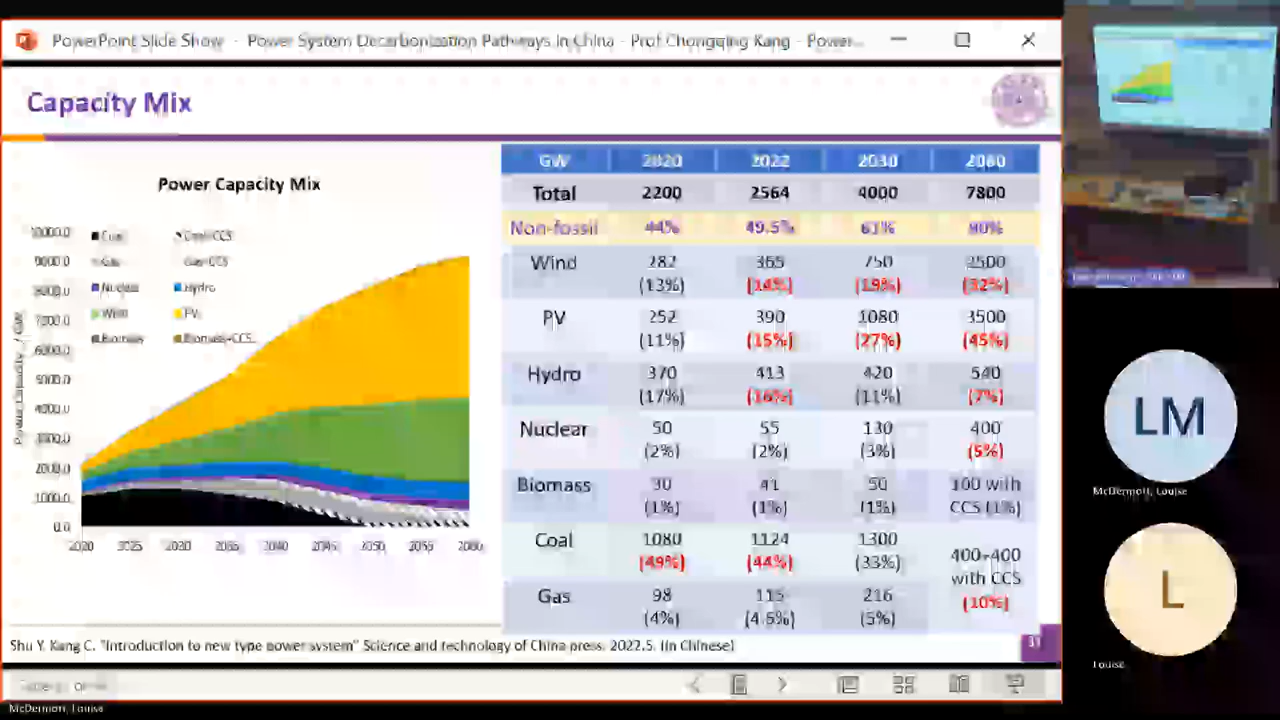 PowerPoint Slide Show - Power System Decarbonization Pathways in China - Prof Chongqing Kang - Power...
Capacity Mix
Power Capacity Mix
Power Capacity / GW
10000.0
9000.0
8000.0
7000.0
6000.0
5000.0
4000.0
3000.0
2000.0
1000.0
0.0
Coal Coal-CCS
Gas Gas-CCS
Nuclear Hydro
Wind PV
Biomass Biomass-CCS
2020 2025 2030 2035 2040 2045 2050 2055 2060
GW 2020 2022 2030 2060
Total 2200 2564 4000 7800
Non-fossil 44% 49.5% 61%
Wind 282 365 750 2500
(13%) (14%) (19%) (32%)
PV 252 390 1080 3500
(11%) (15%) (27%) (45%)
Hydro 370 413 420 540
(17%) (16%) (11%) (7%)
Nuclear 50 55 130 400
(2%) (2%) (3%) (5%)
Biomass 30 41 50 100 with
(1%) (1%) (1%) CCS (1%)
Coal 1080 1124 1300 400+400
(49%) (44%) (33%) with CCS
Gas 98 115 216 (10%)
(4%) (4.5%) (5%)
Shu Y. Kang C. "Introduction to new type power system" Science and technology of China press. 2022.5. (in Chinese)
LM
McDermott, Louise
L
Louise
McDermott, Louise